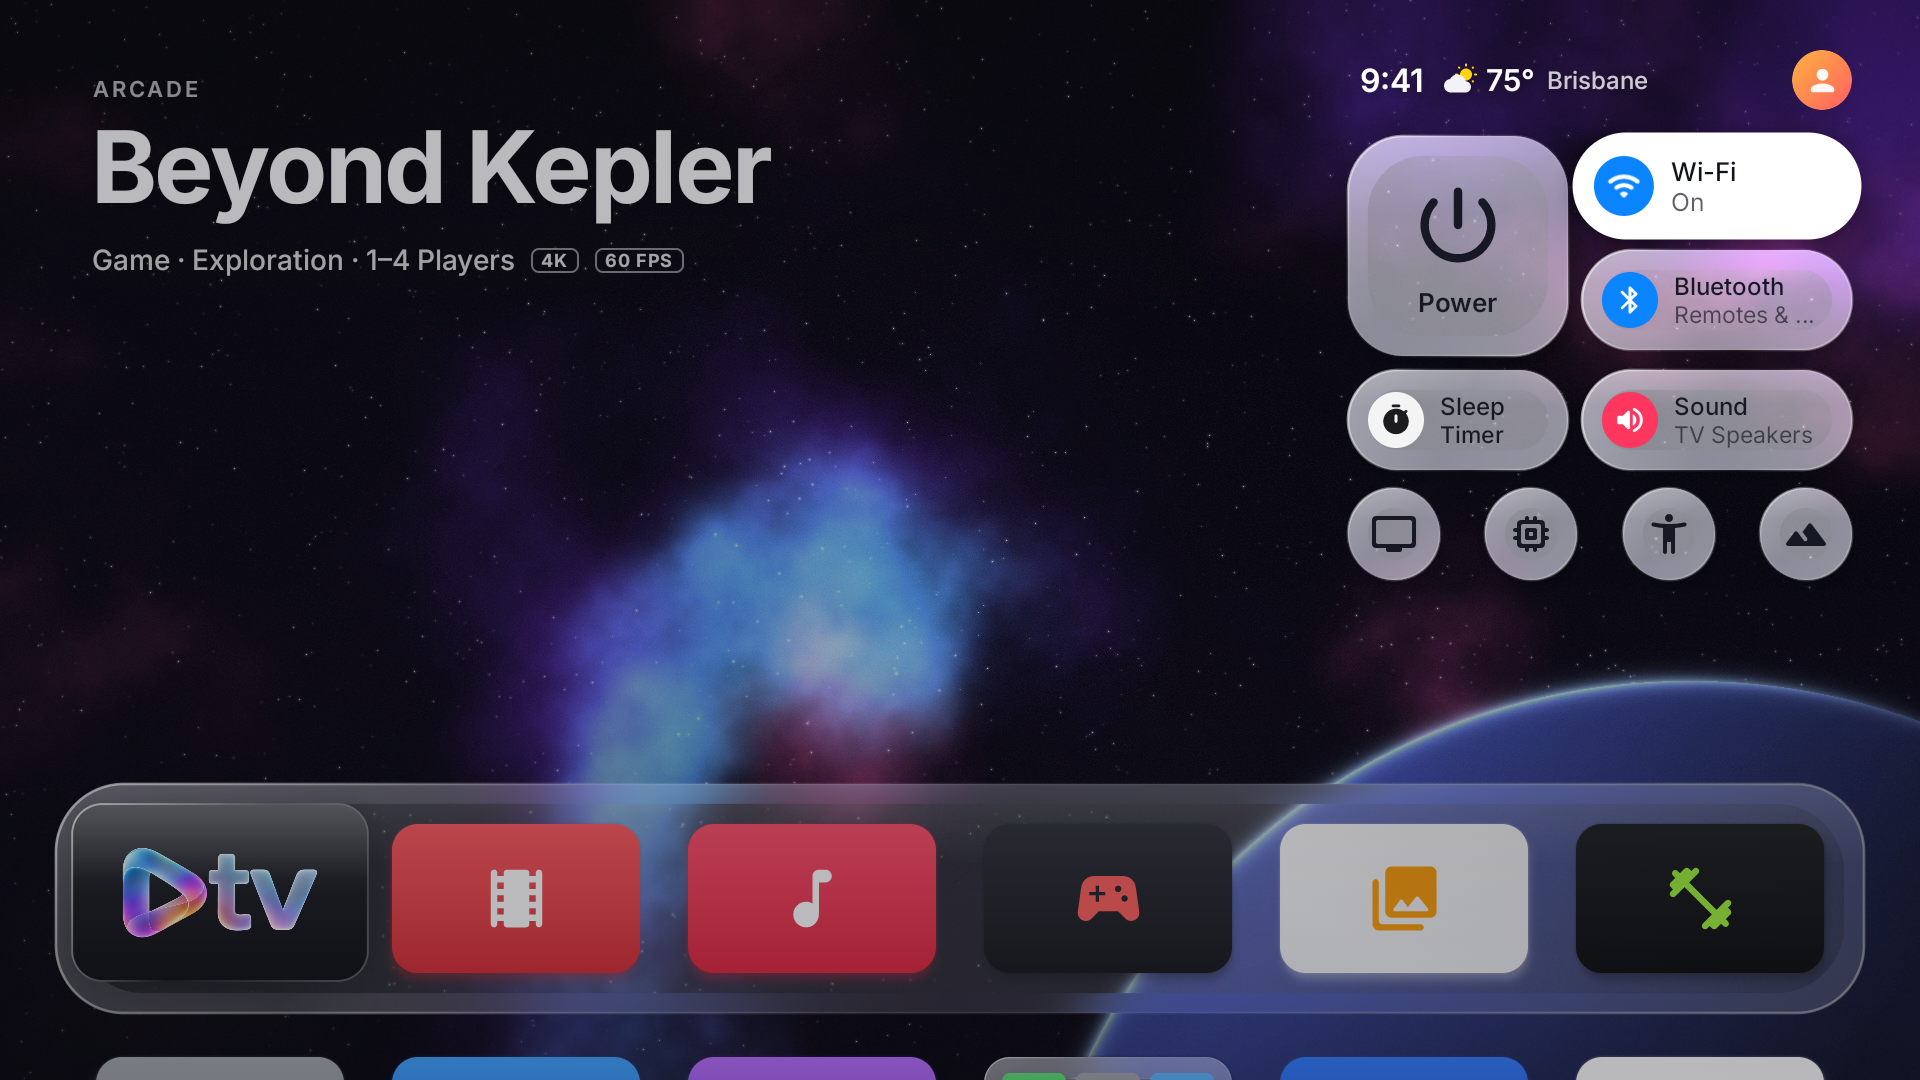 ARCADE
Beyond Kepler
Game · Exploration · 1–4 Players 4K 60 FPS
9:41 75° Brisbane
Power
Wi-Fi
On
Bluetooth
Remotes & ...
Sleep
Timer
Sound
TV Speakers
tv